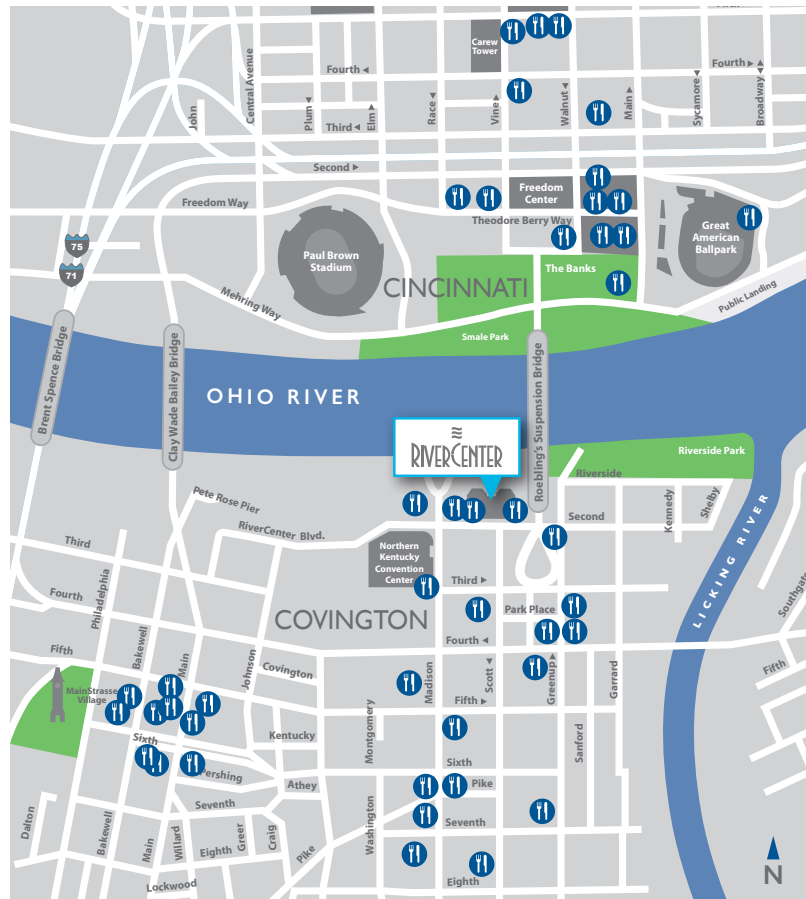 Carew
Tower
Fourth
Fourth
Central Avenue
John
Plum
Elm
Race
Vine
Walnut
Main
Sycamore
Broadway
Third
Second
Freedom Way
Freedom
Center
Theodore Berry Way
Great
American
Ballpark
75
71
Paul Brown
Stadium
CINCINNATI
The Banks
Mehring Way
Public Landing
Smale Park
Brent Spence Bridge
Clay Wade Bailey Bridge
Roebling's Suspension Bridge
OHIO RIVER
RIVERCENTER
Riverside Park
Riverside
Pete Rose Pier
RiverCenter Blvd.
Second
Kennedy
Shelby
LICKING RIVER
Third
Northern
Kentucky
Convention
Center
Third
Philadelphia
Fourth
COVINGTON
Park Place
Southgate
Fourth
Fifth
Bakewell
Main
Johnson
Covington
Madison
Scott
Greenup
Garrard
Fifth
MainStrasse
Village
Fifth
Montgomery
Sixth
Kentucky
Sanford
Sixth
Pershing
Athey
Pike
Seventh
Dalton
Bakewell
Main
Willard
Greer
Craig
Washington
Seventh
Eighth
Pike
Lockwood
Eighth
N